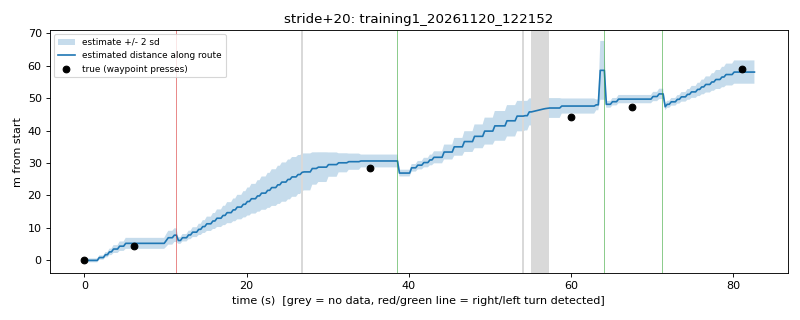 stride+20: training1_20261120_122152
estimate +/- 2 sd
estimated distance along route
true (waypoint presses)
m from start
70
60
50
40
30
20
10
0
0 20 40 60 80
time (s) [grey = no data, red/green line = right/left turn detected]